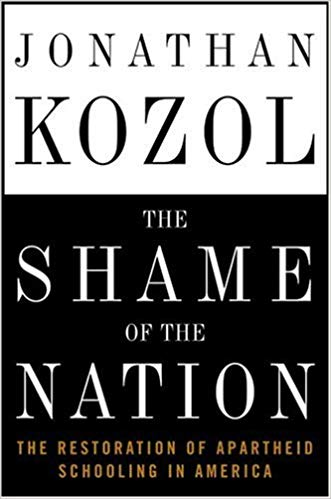 JONATHAN
KOZOL
THE
SHAME
OF THE
NATION
THE RESTORATION OF APARTHEID
SCHOOLING IN AMERICA